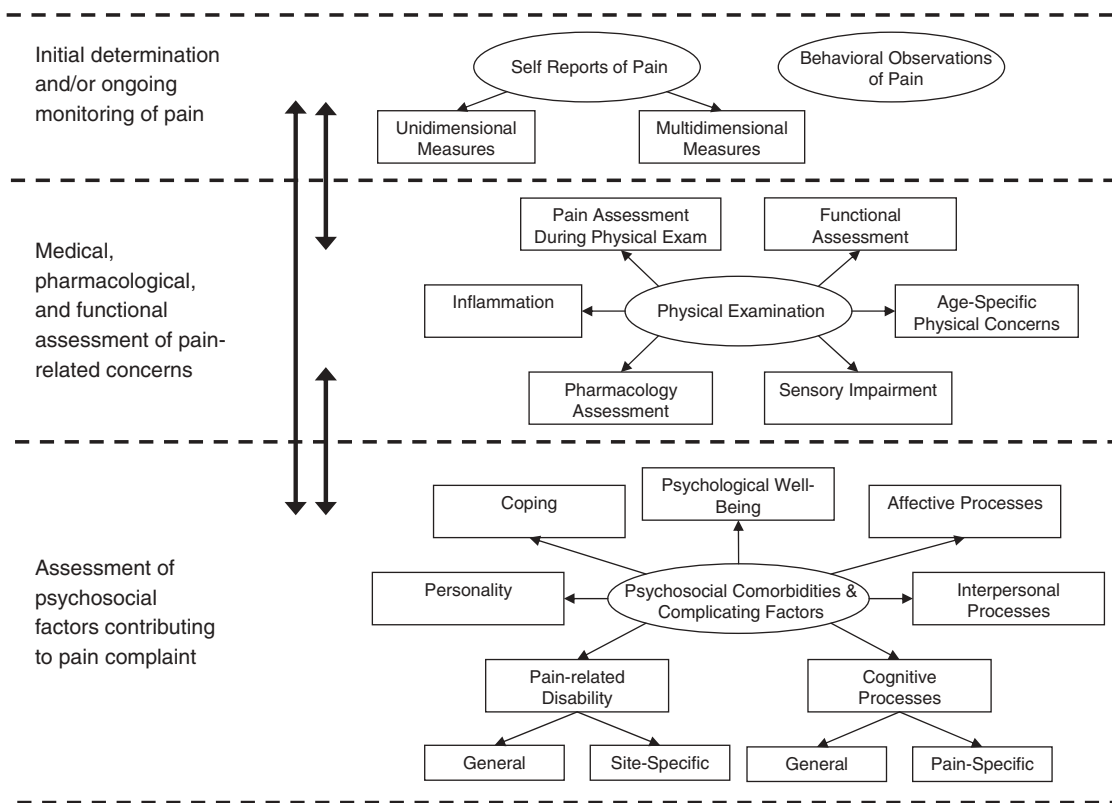 Initial determination
and/or ongoing
monitoring of pain
Self Reports of Pain
Behavioral Observations
of Pain
Unidimensional
Measures
Multidimensional
Measures
Medical,
pharmacological,
and functional
assessment of pain-
related concerns
Pain Assessment
During Physical Exam
Functional
Assessment
Inflammation
Physical Examination
Age-Specific
Physical Concerns
Pharmacology
Assessment
Sensory Impairment
Assessment of
psychosocial
factors contributing
to pain complaint
Coping
Psychological Well-
Being
Affective Processes
Personality
Psychosocial Comorbidities &
Complicating Factors
Interpersonal
Processes
Pain-related
Disability
Cognitive
Processes
General
Site-Specific
General
Pain-Specific